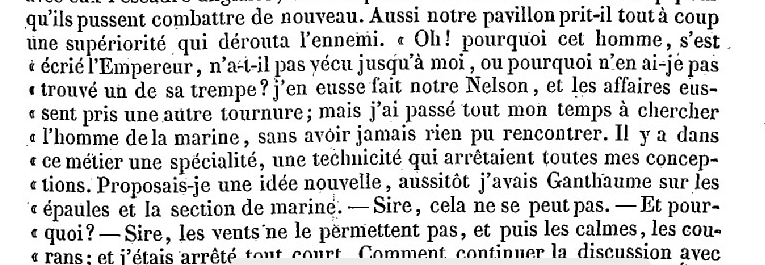 qu'ils pussent combattre de nouveau. Aussi notre pavillon prit-il tout à coup
une supériorité qui dérouta l'ennemi. « Oh! pourquoi cet homme, s'est
« écrié l'Empereur, n'a-t-il pas vécu jusqu'à moi, ou pourquoi n'en ai-je pas
« trouvé un de sa trempe? j'en eusse fait notre Nelson, et les affaires eus-
« sent pris une autre tournure; mais j'ai passé tout mon temps à chercher
« l'homme de la marine, sans avoir jamais rien pu rencontrer. Il y a dans
« ce métier une spécialité, une technicité qui arrêtaient toutes mes concep-
« tions. Proposais-je une idée nouvelle, aussitôt j'avais Ganthaume sur les
« épaules et la section de marine. — Sire, cela ne se peut pas. — Et pour-
« quoi? — Sire, les vents ne le permettent pas, et puis les calmes, les cou-
« rans; et j'étais arrêté tout court. Comment continuer la discussion avec